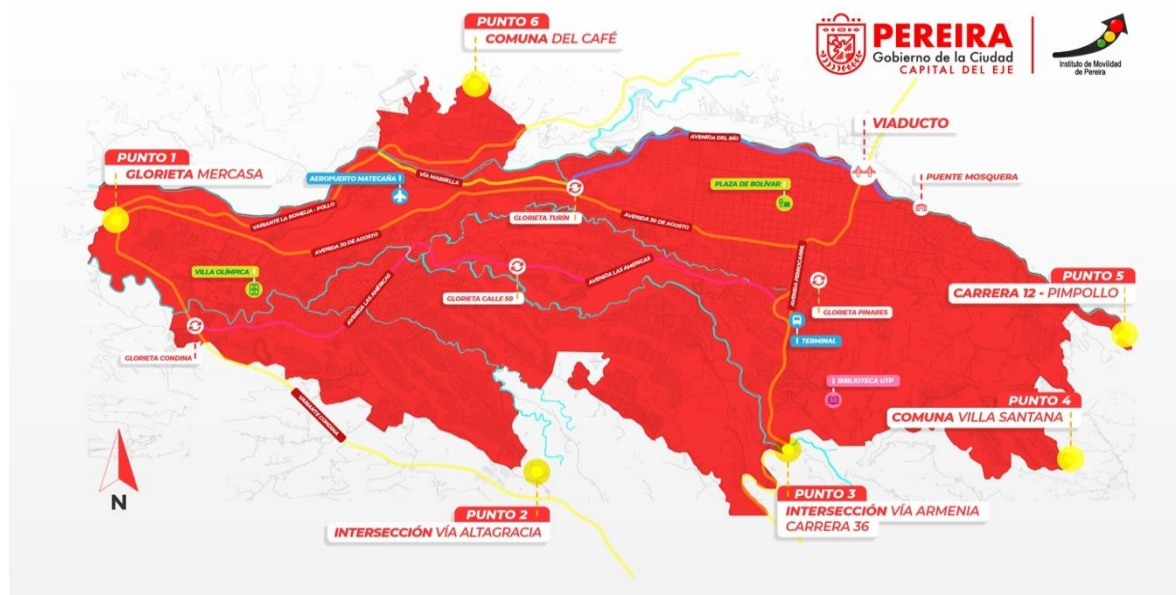 PUNTO 6
COMUNA DEL CAFÉ
PEREIRA
Gobierno de la Ciudad
CAPITAL DEL EJE
Instituto de Movilidad
de Pereira
VIADUCTO
PUNTO 1
GLORIETA MERCASA
AVENIDA DEL RÍO
VÍA MARSELLA
AEROPUERTO MATECAÑA
PLAZA DE BOLÍVAR
PUENTE MOSQUERA
VARIANTE LA ROMELIA - POLLO
GLORIETA TURÍN
AVENIDA 30 DE AGOSTO
AVENIDA 30 DE AGOSTO
VILLA OLÍMPICA
AVENIDA LAS AMÉRICAS
AVENIDA LAS AMÉRICAS
AVENIDA FERROCARRIL
PUNTO 5
CARRERA 12 - PIMPOLLO
GLORIETA CALLE 50
GLORIETA PINARES
TERMINAL
GLORIETA CONDINA
BIBLIOTECA UTP
VARIANTE CONDINA
PUNTO 4
COMUNA VILLA SANTANA
N
PUNTO 2
INTERSECCIÓN VÍA ALTAGRACIA
PUNTO 3
INTERSECCIÓN VÍA ARMENIA
CARRERA 36